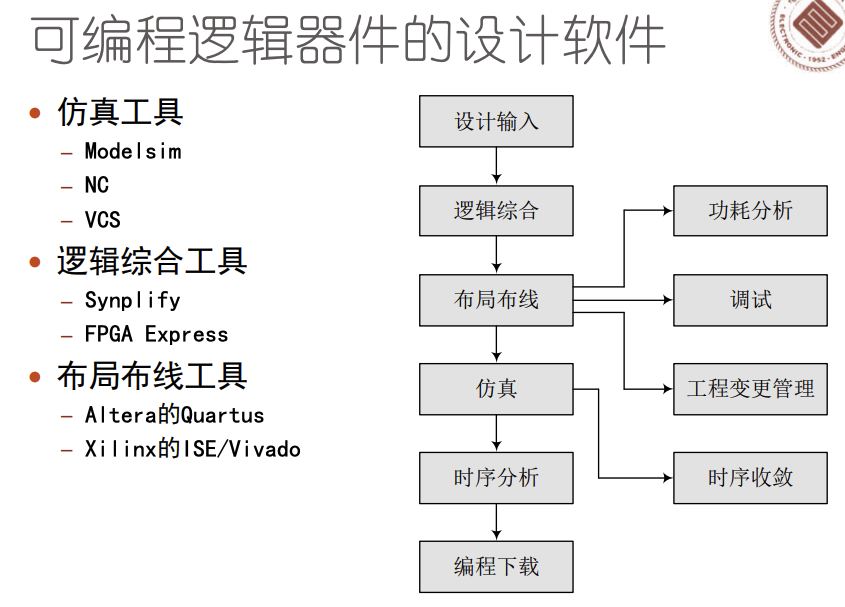 可编程逻辑器件的设计软件
仿真工具
– Modelsim
– NC
– VCS
逻辑综合工具
– Synplify
– FPGA Express
布局布线工具
– Altera的Quartus
– Xilinx的ISE/Vivado
设计输入
逻辑综合
布局布线
仿真
时序分析
编程下载
功耗分析
调试
工程变更管理
时序收敛